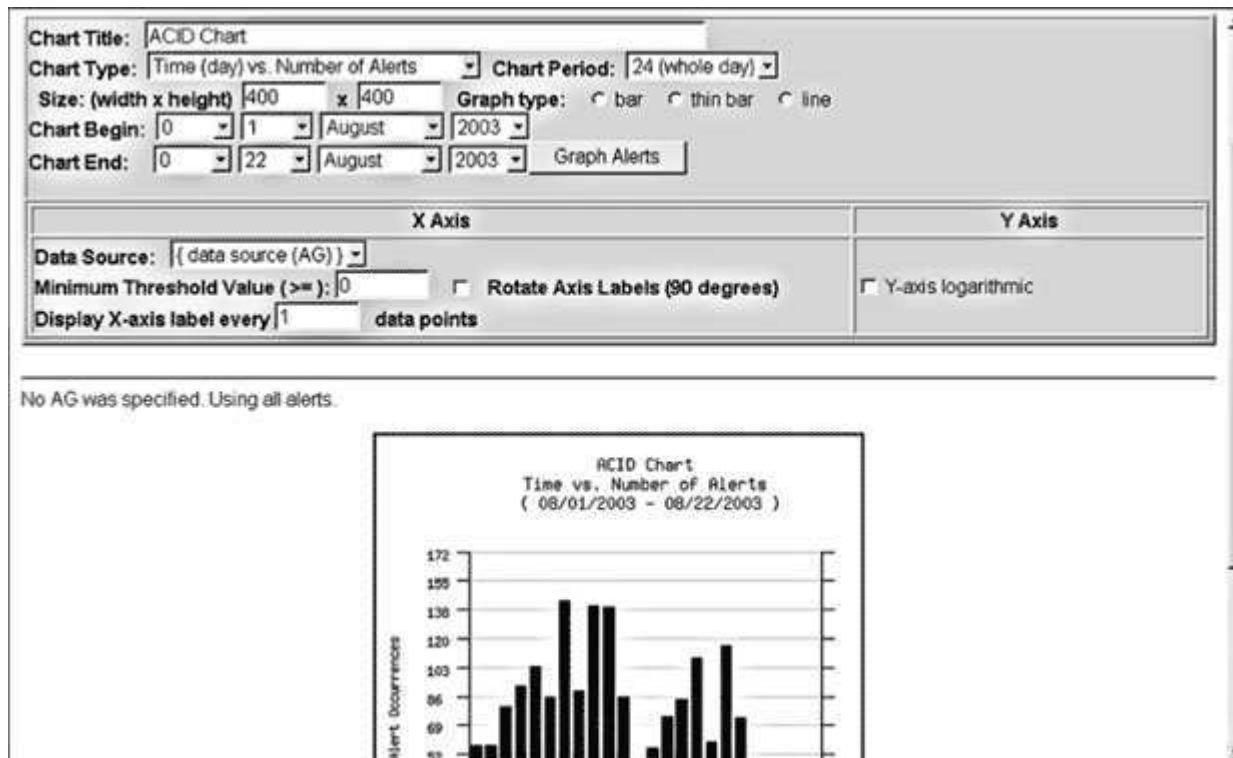 Chart Title: ACID Chart
Chart Type: Time (day) vs. Number of Alerts Chart Period: 24 (whole day)
Size: (width x height) 400 x 400 Graph type: bar thin bar line
Chart Begin: 0 1 August 2003
Chart End: 0 22 August 2003 Graph Alerts
X Axis Y Axis
Data Source: { data source (AG) }
Minimum Threshold Value ( >= ): 0 Rotate Axis Labels (90 degrees) Y-axis logarithmic
Display X-axis label every 1 data points
No AG was specified. Using all alerts.
ACID Chart
Time vs. Number of Alerts
( 08/01/2003 - 08/22/2003 )
172
155
138
120
103
86
69
Alert Occurrences